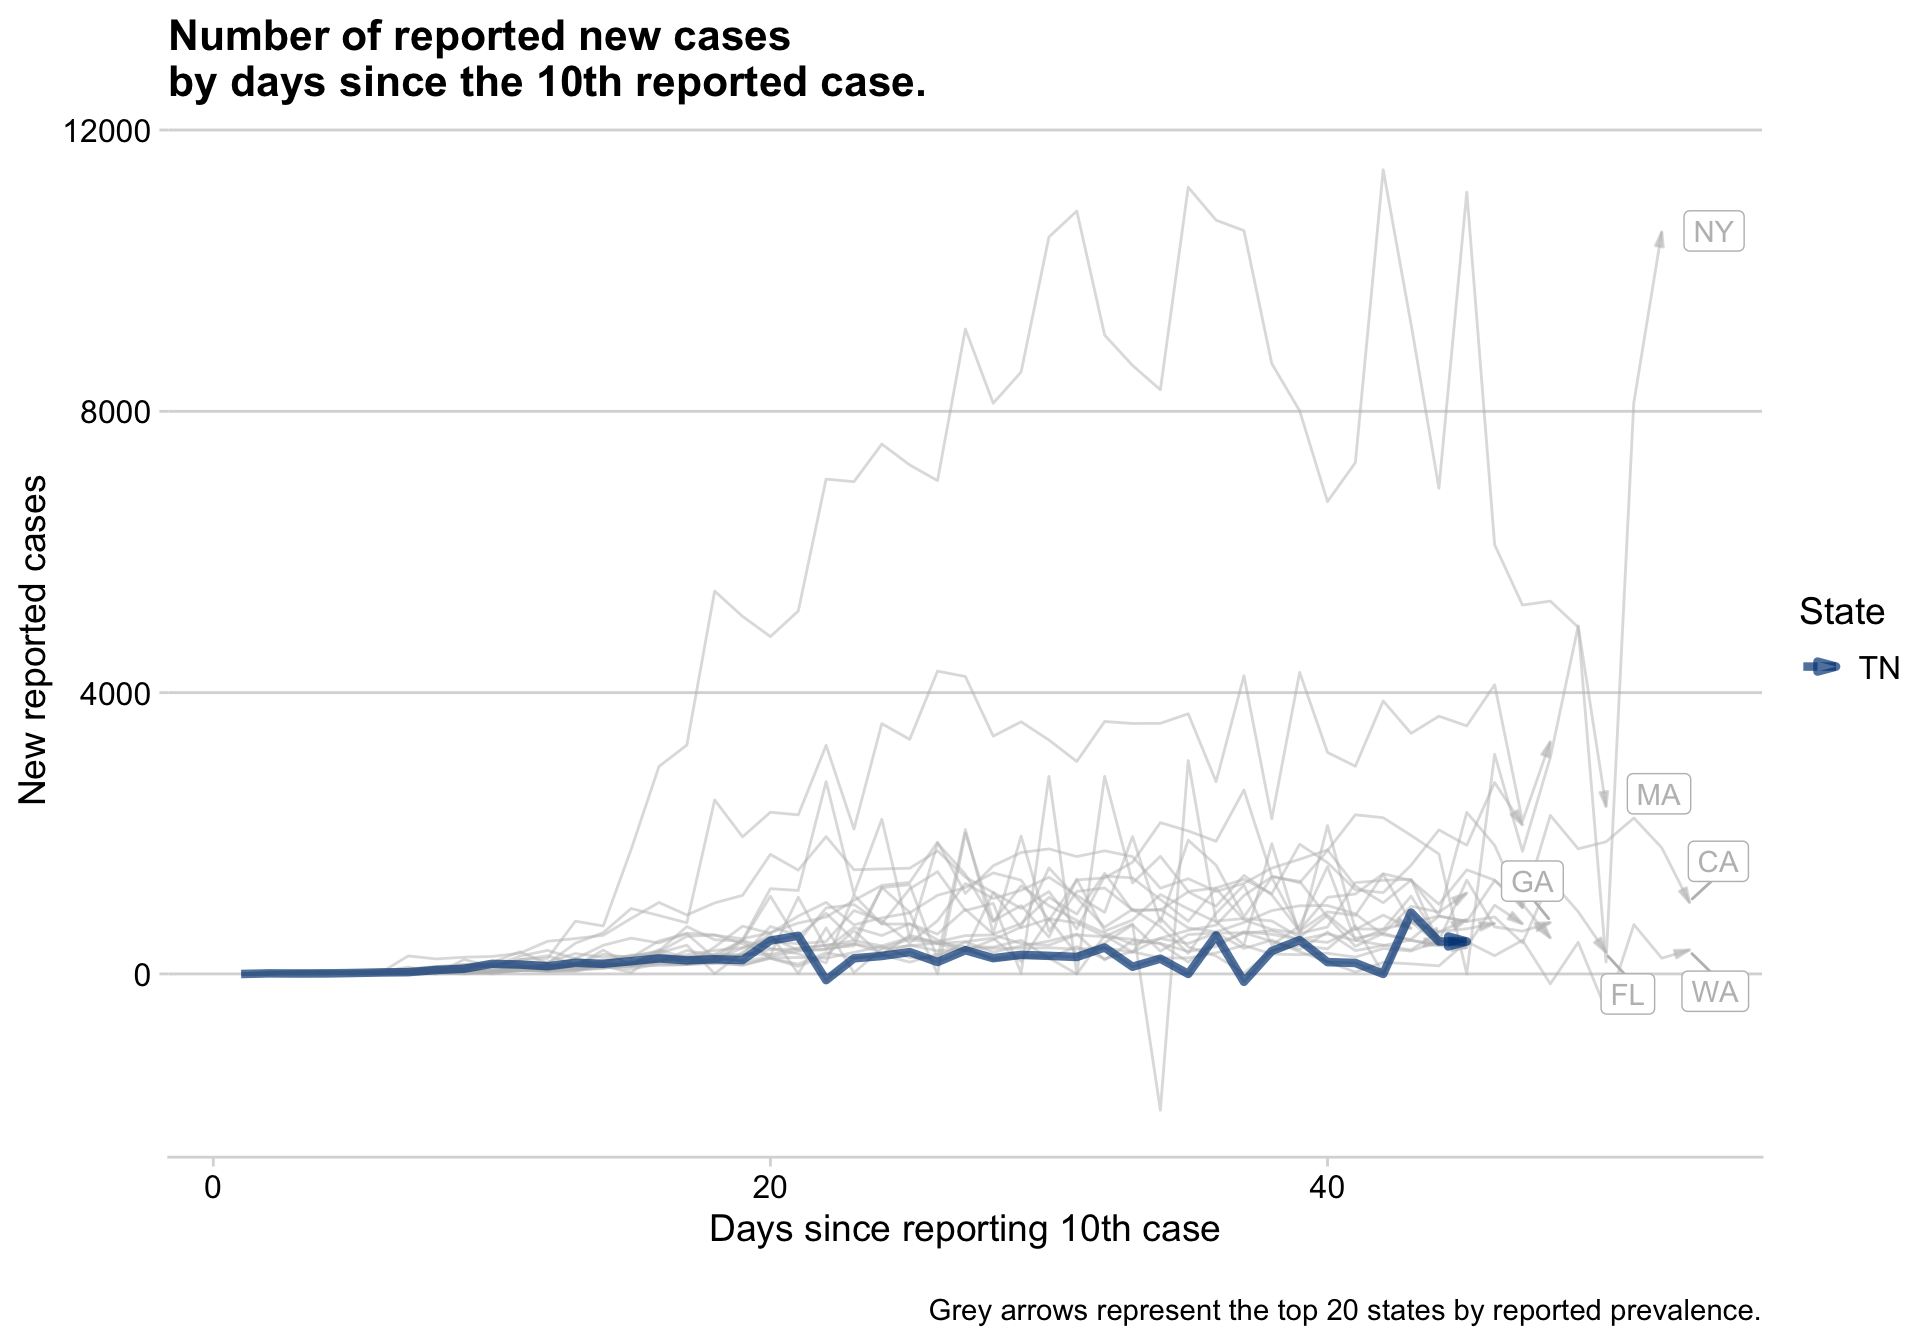 Number of reported new cases
by days since the 10th reported case.
12000
8000
4000
0
New reported cases
NY
MA
CA
GA
FL
WA
State
TN
0
20
40
Days since reporting 10th case
Grey arrows represent the top 20 states by reported prevalence.